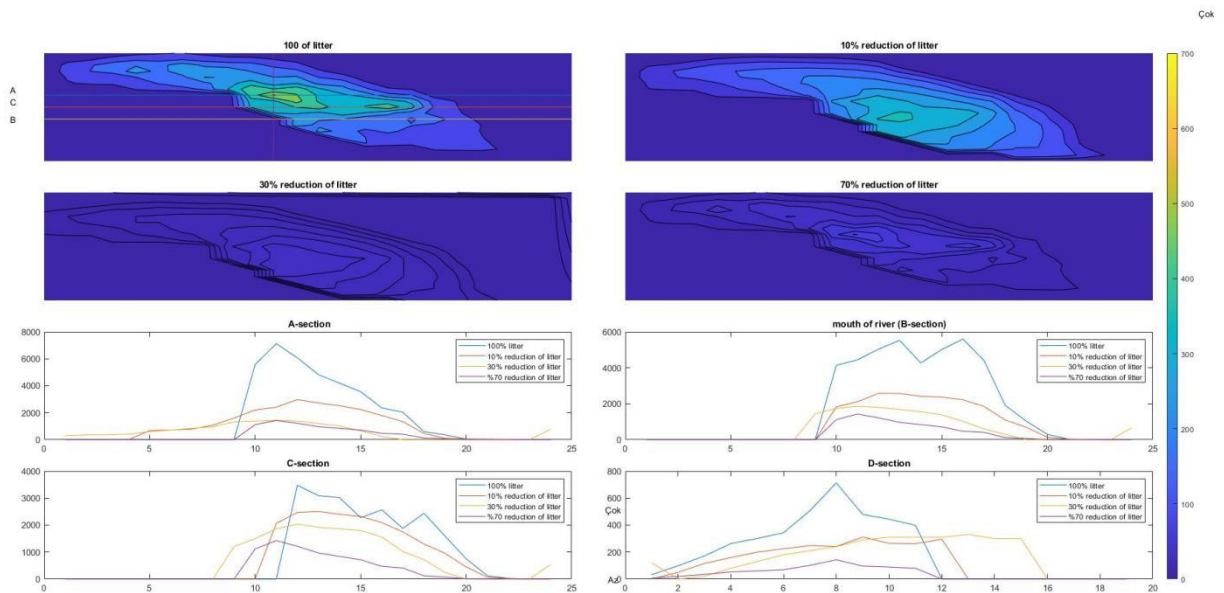 Çok
100 of litter
10% reduction of litter
A
C
B
700
600
500
400
300
200
100
0
30% reduction of litter
70% reduction of litter
A-section
8000
6000
4000
2000
0
0 5 10 15 20 25
100% litter
10% reduction of litter
30% reduction of litter
%70 reduction of litter
mouth of river (B-section)
6000
4000
2000
0
0 5 10 15 20 25
100% litter
10% reduction of litter
30% reduction of litter
%70 reduction of litter
C-section
4000
3000
2000
1000
0
0 5 10 15 20 25
100% litter
10% reduction of litter
30% reduction of litter
%70 reduction of litter
D-section
800
600
Çok
400
200
0
Az
0 2 4 6 8 10 12 14 16 18 20
100% litter
10% reduction of litter
30% reduction of litter
%70 reduction of litter